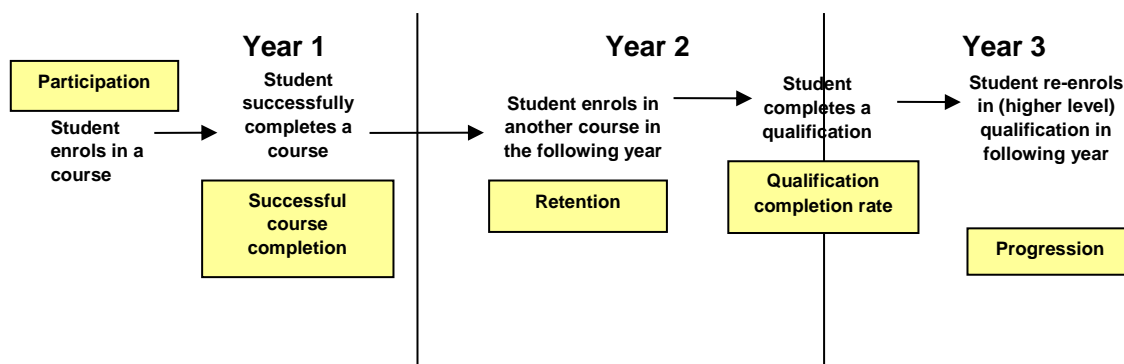 Year 1
Participation
Student
enrols in a
course
Student
successfully
completes a
course
Successful
course
completion
Year 2
Student enrols in
another course in
the following year
Retention
Student
completes a
qualification
Qualification
completion rate
Year 3
Student re-enrols
in (higher level)
qualification in
following year
Progression